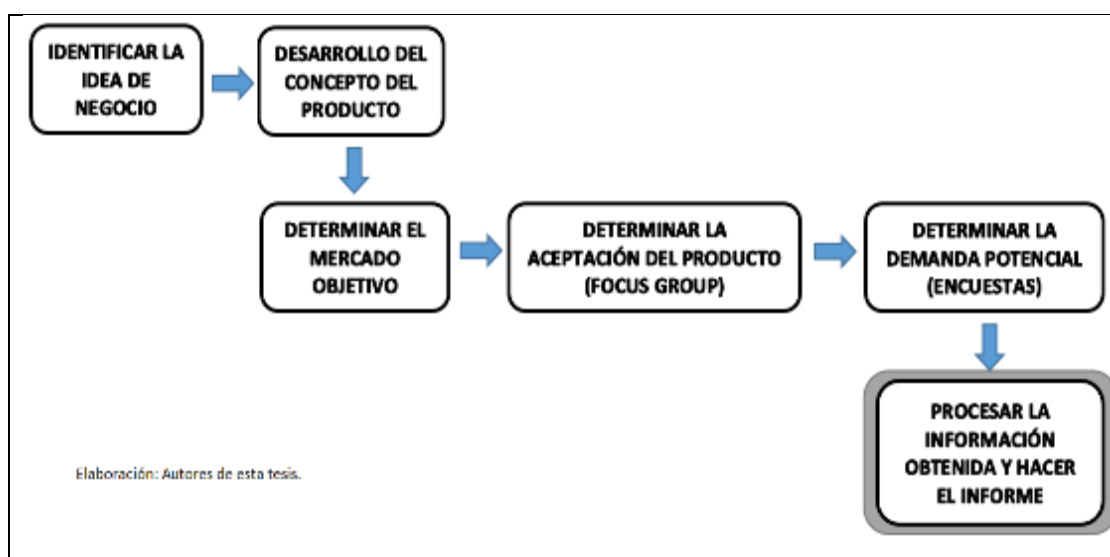 IDENTIFICAR LA
IDEA DE
NEGOCIO
DESARROLLO DEL
CONCEPTO DEL
PRODUCTO
DETERMINAR EL
MERCADO
OBJETIVO
DETERMINAR LA
ACEPTACIÓN DEL PRODUCTO
(FOCUS GROUP)
DETERMINAR LA
DEMANDA POTENCIAL
(ENCUESTAS)
PROCESAR LA
INFORMACIÓN
OBTENIDA Y HACER
EL INFORME
Elaboración: Autores de esta tesis.